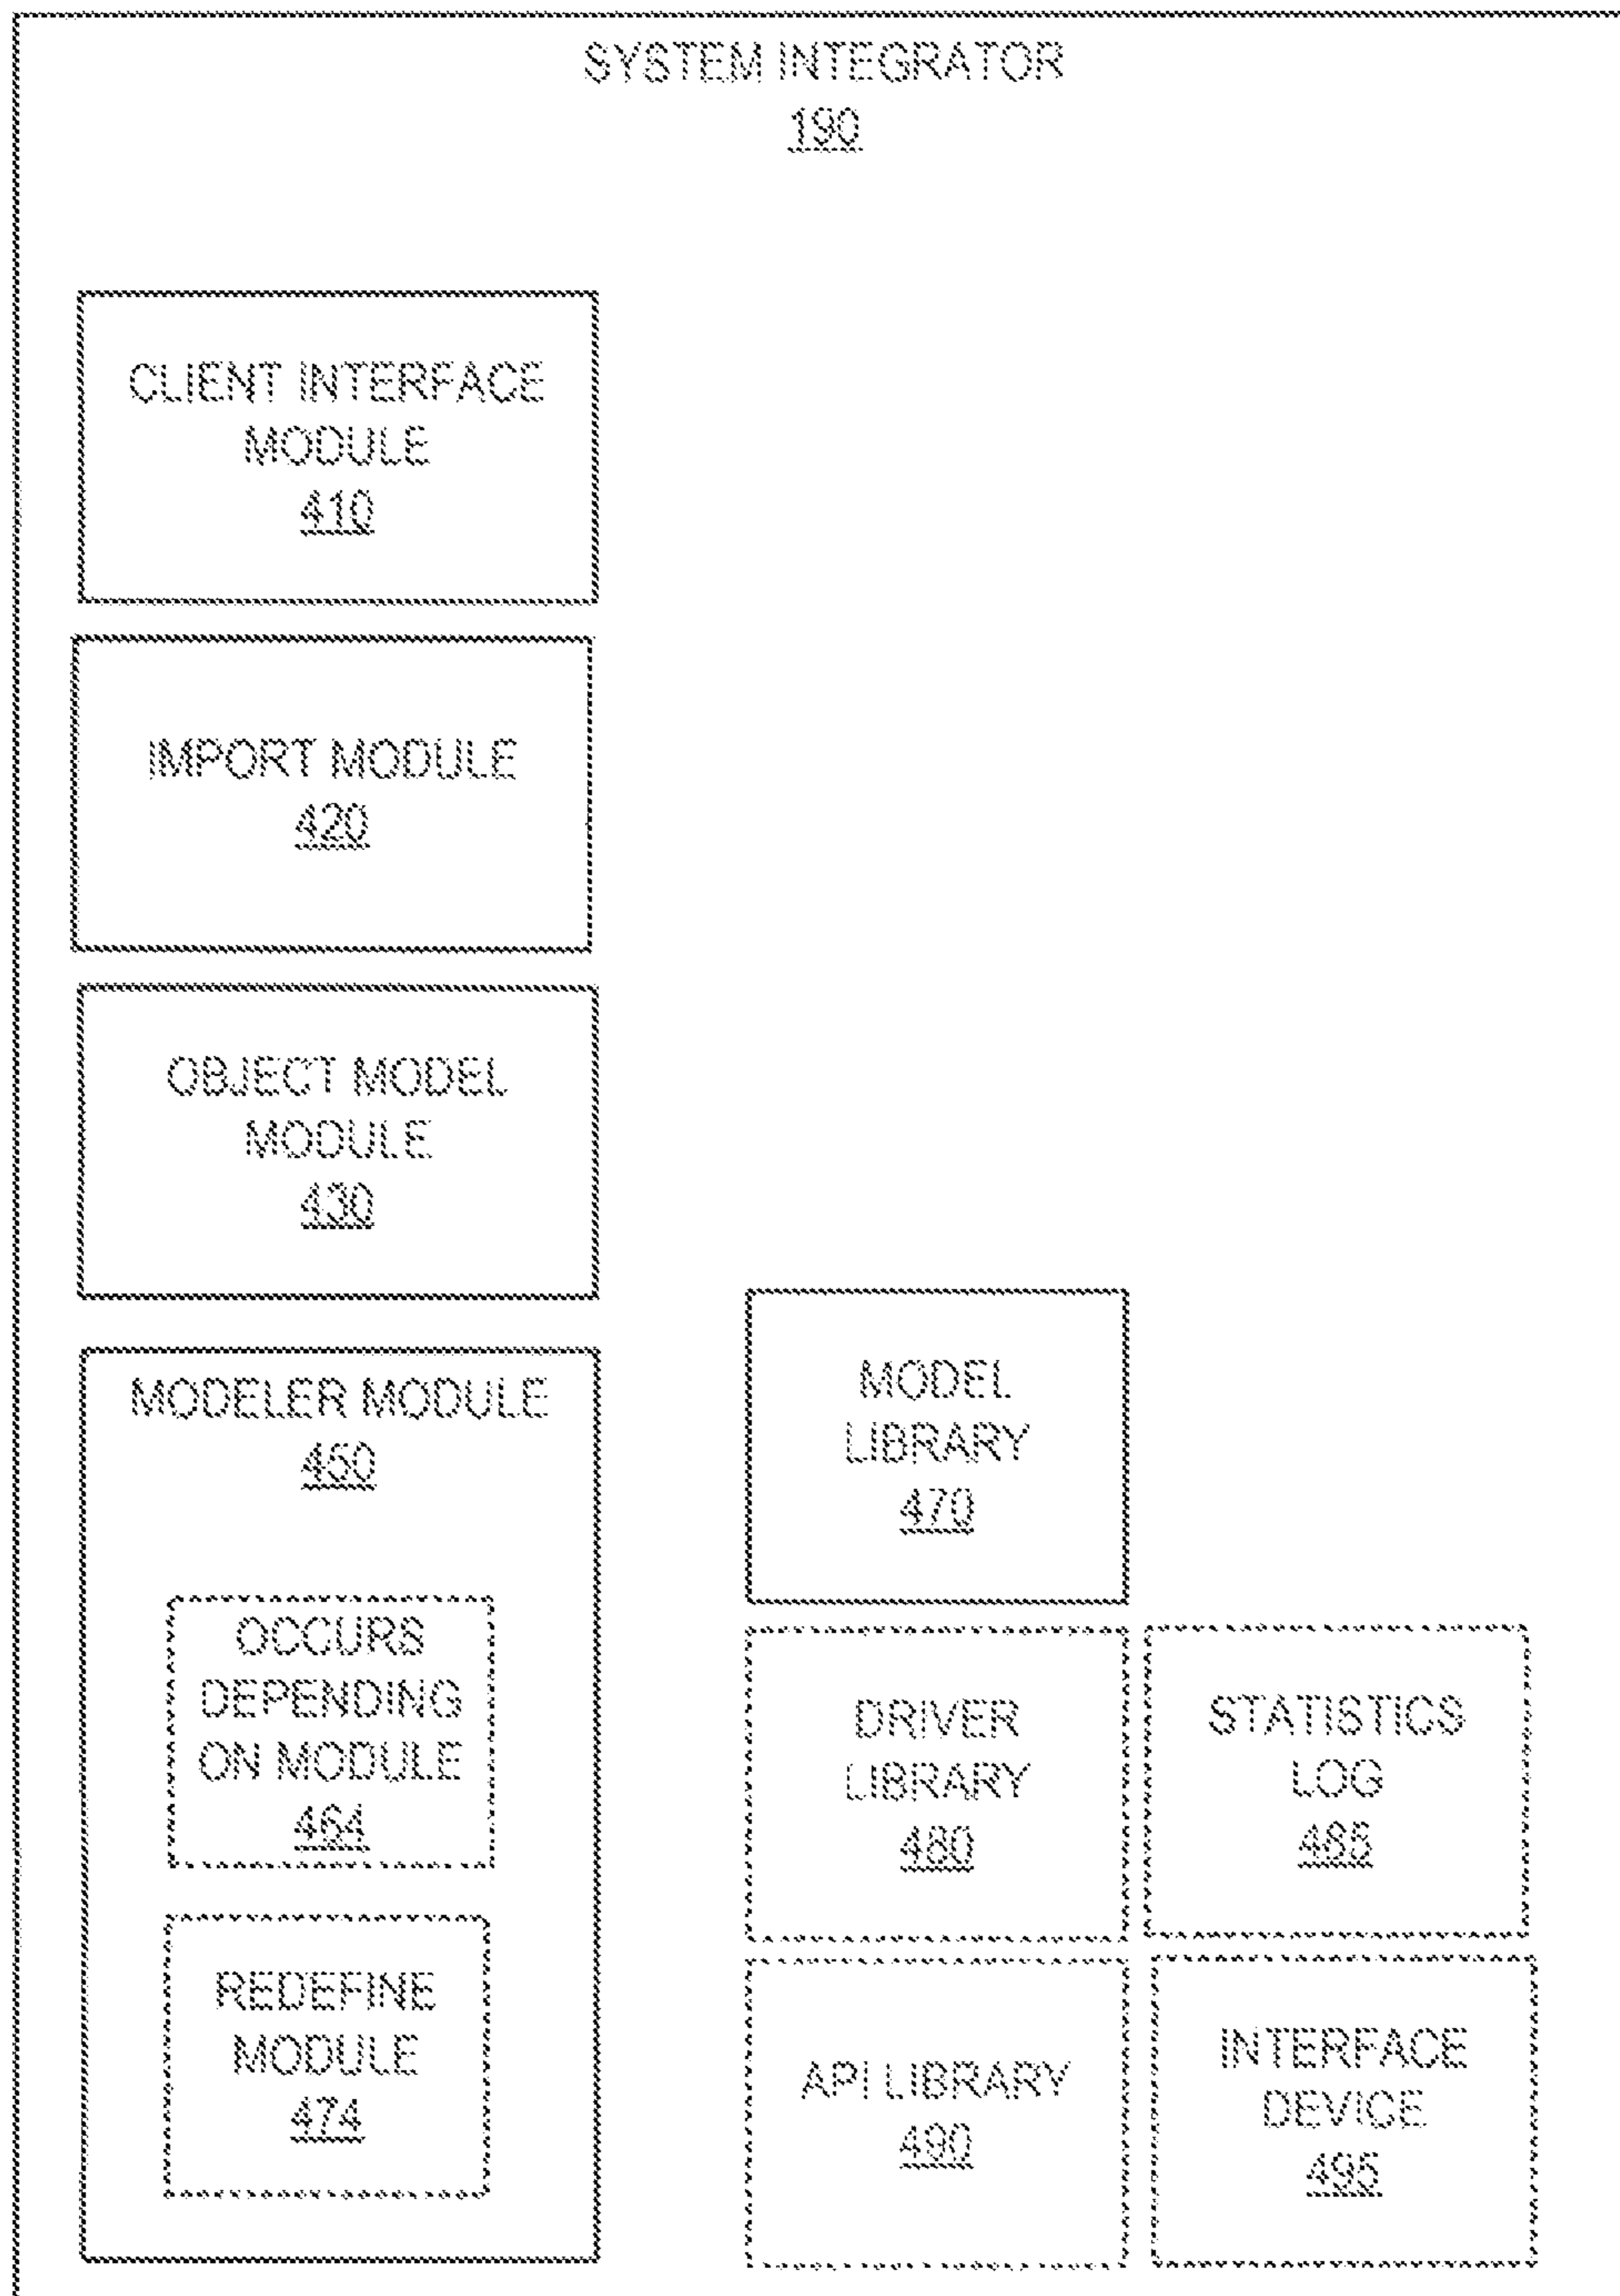 SYSTEM INTEGRATOR
190
CLIENT INTERFACE
MODULE
410
IMPORT MODULE
420
OBJECT MODEL
MODULE
430
MODELER MODULE
450
OCCURS
DEPENDING
ON MODULE
464
REDEFINE
MODULE
474
MODEL
LIBRARY
470
DRIVER
LIBRARY
480
STATISTICS
LOG
485
API LIBRARY
490
INTERFACE
DEVICE
495